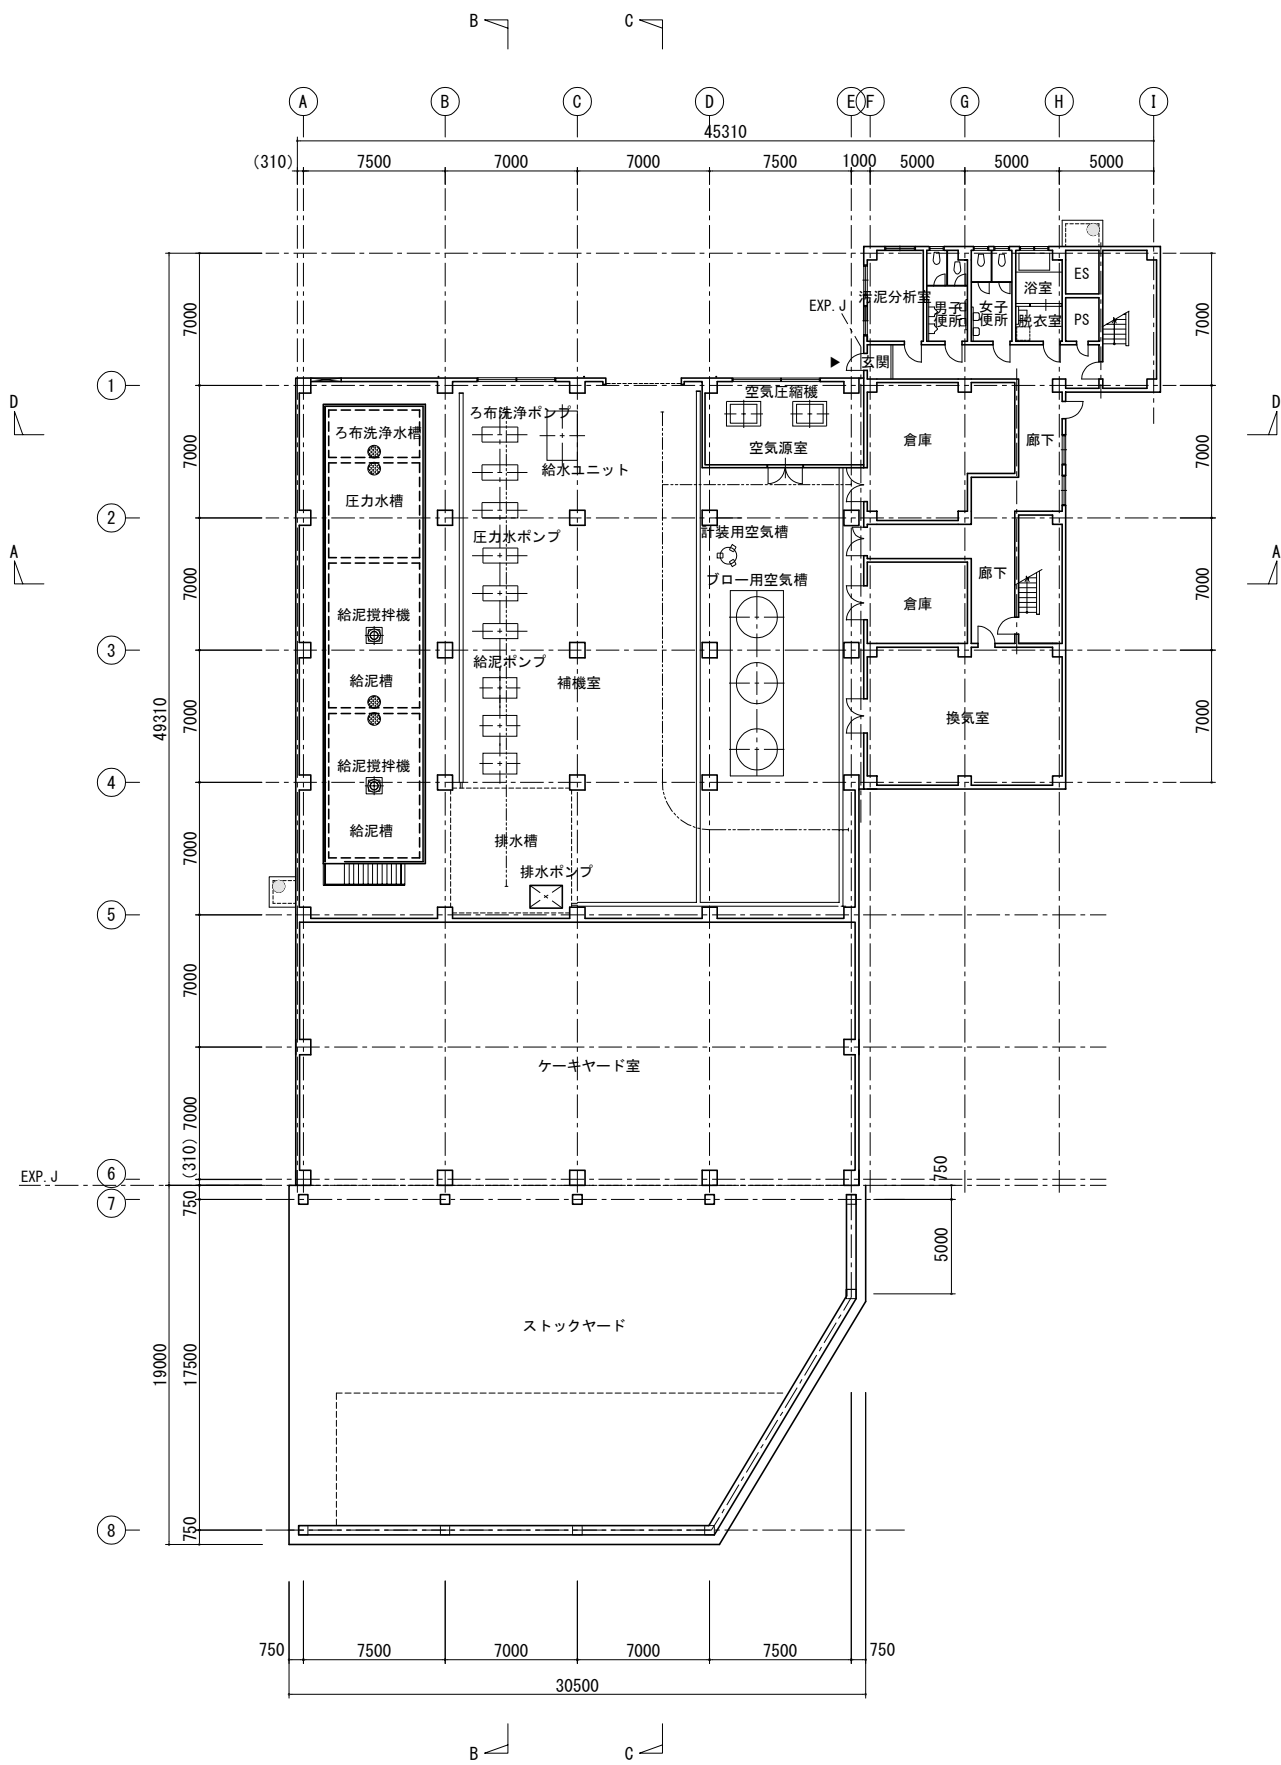 B
C
A
B
C
D
E
F
G
H
I
45310
(310)
7500
7000
7000
7500
1000
5000
5000
5000
7000
EXP.J
汚泥分析室
男子
便所
女子
便所
浴室
脱衣室
ES
PS
7000
玄関
1
D
7000
ろ布洗浄水槽
圧力水槽
ろ布洗浄ポンプ
給水ユニット
空気圧縮機
空気源室
倉庫
廊下
7000
D
2
A
7000
圧力水ポンプ
計装用空気槽
ブロー用空気槽
倉庫
廊下
7000
A
給泥撹拌機
3
給泥槽
給泥ポンプ
補機室
49310
7000
換気室
7000
給泥撹拌機
4
給泥槽
7000
排水槽
排水ポンプ
5
7000
ケーキヤード室
7000
(310)
EXP.J
6
7
750
750
5000
ストックヤード
19000
17500
8
750
750
7500
7000
7000
7500
750
30500
B
C